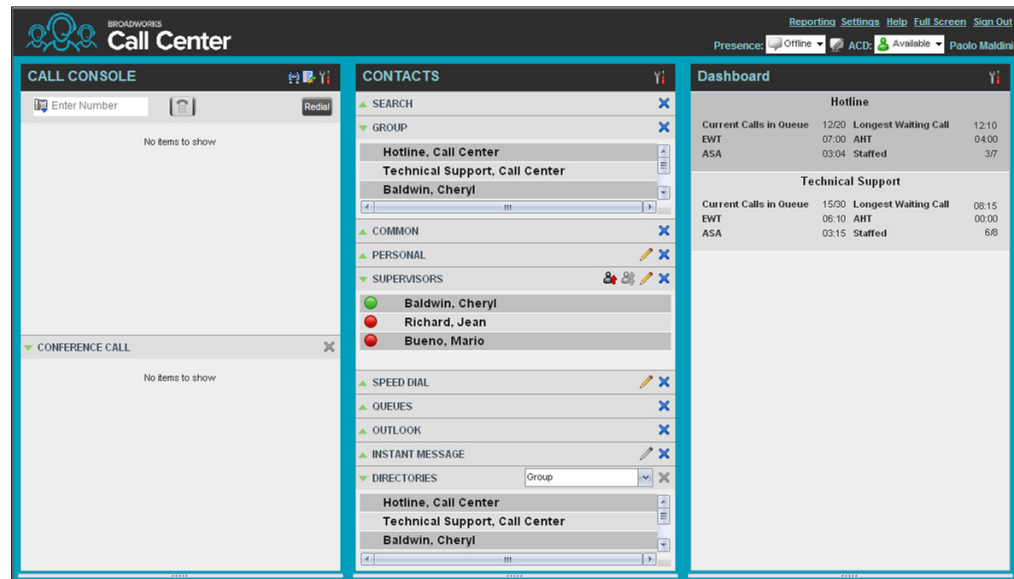 BROADWORKS
Call Center
Reporting Settings Help Full Screen Sign Out
Presence: Offline ACD: Available Paolo Maldini
CALL CONSOLE
Enter Number Redial
No items to show
CONFERENCE CALL
No items to show
CONTACTS
SEARCH
GROUP
Hotline, Call Center
Technical Support, Call Center
Baldwin, Cheryl
COMMON
PERSONAL
SUPERVISORS
Baldwin, Cheryl
Richard, Jean
Bueno, Mario
SPEED DIAL
QUEUES
OUTLOOK
INSTANT MESSAGE
DIRECTORIES Group
Hotline, Call Center
Technical Support, Call Center
Baldwin, Cheryl
Dashboard
Hotline
Current Calls in Queue 12/20 Longest Waiting Call 12:10
EWT 07:00 AHT 04:00
ASA 03:04 Staffed 3/7
Technical Support
Current Calls in Queue 15/30 Longest Waiting Call 08:15
EWT 06:10 AHT 00:00
ASA 03:15 Staffed 6/8